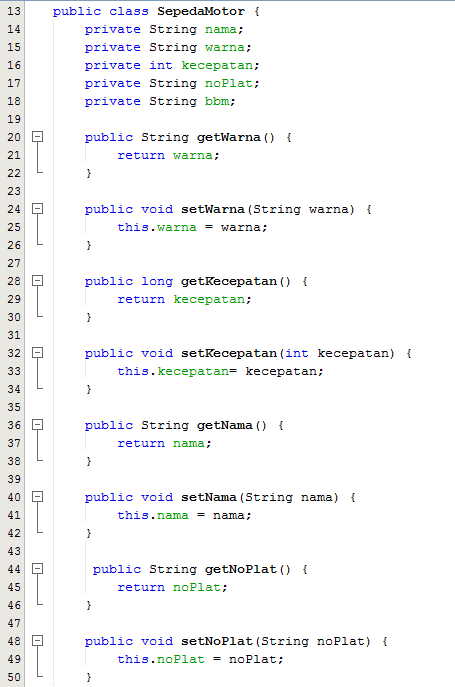 13 public class SepedaMotor {
14 private String nama;
15 private String warna;
16 private int kecepatan;
17 private String noPlat;
18 private String bbm;
19
20 public String getWarna() {
21 return warna;
22 }
23
24 public void setWarna(String warna) {
25 this.warna = warna;
26 }
27
28 public long getKecepatan() {
29 return kecepatan;
30 }
31
32 public void setKecepatan(int kecepatan) {
33 this.kecepatan= kecepatan;
34 }
35
36 public String getNama() {
37 return nama;
38 }
39
40 public void setNama(String nama) {
41 this.nama = nama;
42 }
43
44 public String getNoPlat() {
45 return noPlat;
46 }
47
48 public void setNoPlat(String noPlat) {
49 this.noPlat = noPlat;
50 }